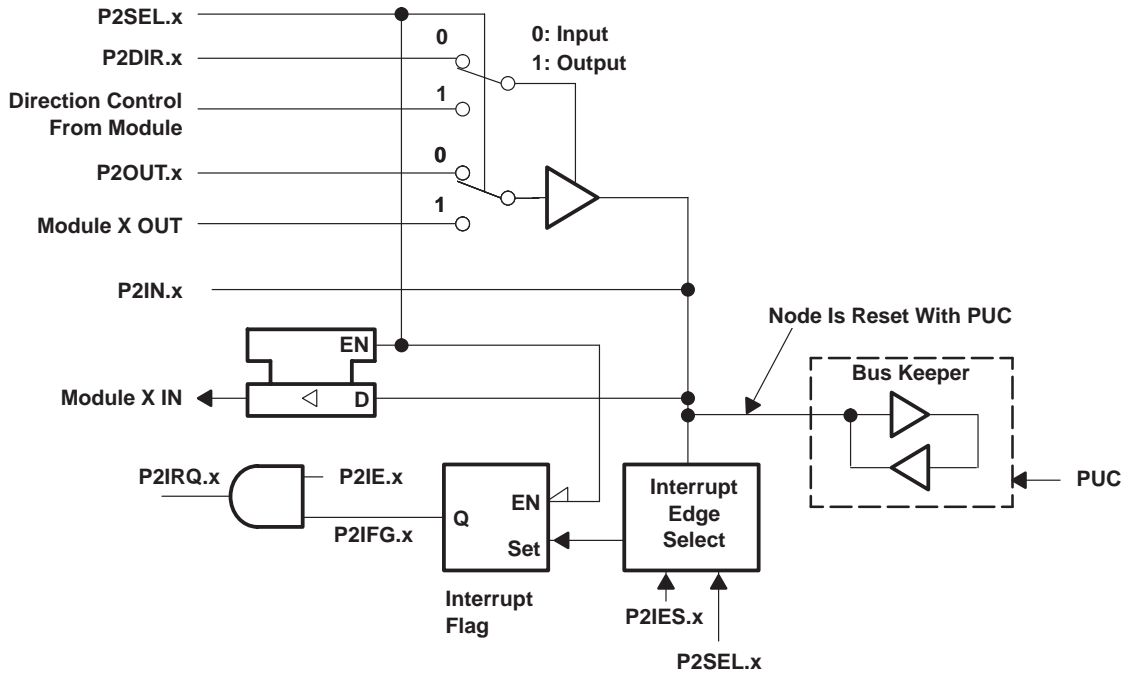 P2SEL.x
0
0: Input
1: Output
P2DIR.x
1
Direction Control
From Module
0
P2OUT.x
1
Module X OUT
P2IN.x
Node Is Reset With PUC
EN
Bus Keeper
Module X IN
D
P2IRQ.x
P2IE.x
PUC
Interrupt
Edge
Select
EN
Q
P2IFG.x
Set
Interrupt
Flag
P2IES.x
P2SEL.x